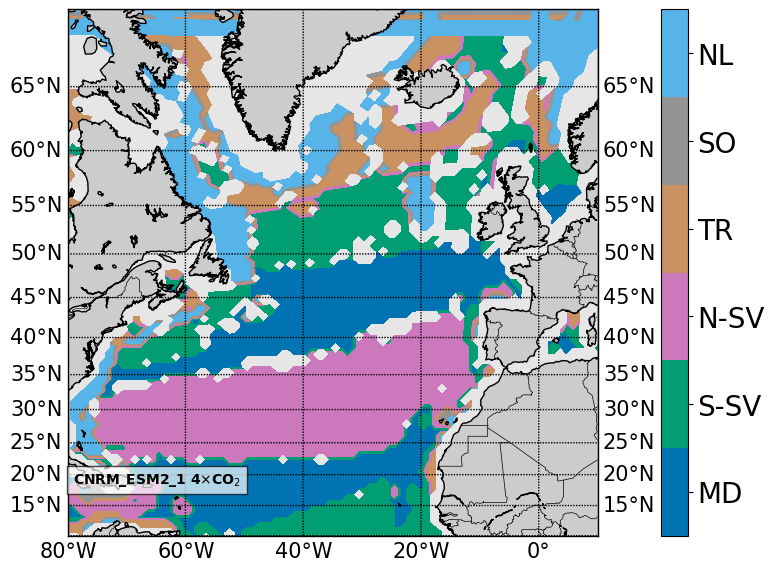 65°N 65°N
60°N 60°N
55°N 55°N
50°N 50°N
45°N 45°N
40°N 40°N
35°N 35°N
30°N 30°N
25°N 25°N
20°N 20°N
15°N 15°N
CNRM_ESM2_1 4×CO₂
80°W 60°W 40°W 20°W 0°
NL
SO
TR
N-SV
S-SV
MD